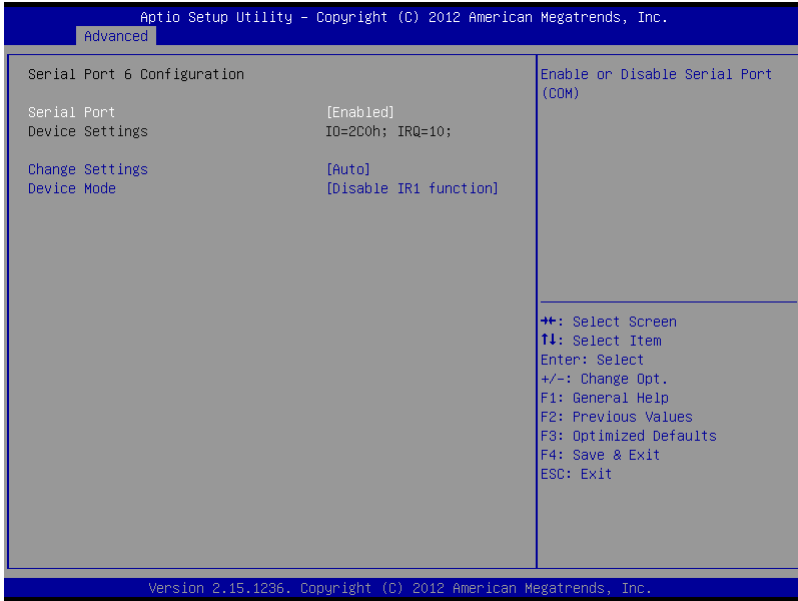 Aptio Setup Utility – Copyright (C) 2012 American Megatrends, Inc.
Advanced
Serial Port 6 Configuration
Serial Port [Enabled]
Device Settings IO=2C0h; IRQ=10;
Change Settings [Auto]
Device Mode [Disable IR1 function]
Enable or Disable Serial Port
(COM)
→←: Select Screen
↑↓: Select Item
Enter: Select
+/-: Change Opt.
F1: General Help
F2: Previous Values
F3: Optimized Defaults
F4: Save & Exit
ESC: Exit
Version 2.15.1236. Copyright (C) 2012 American Megatrends, Inc.